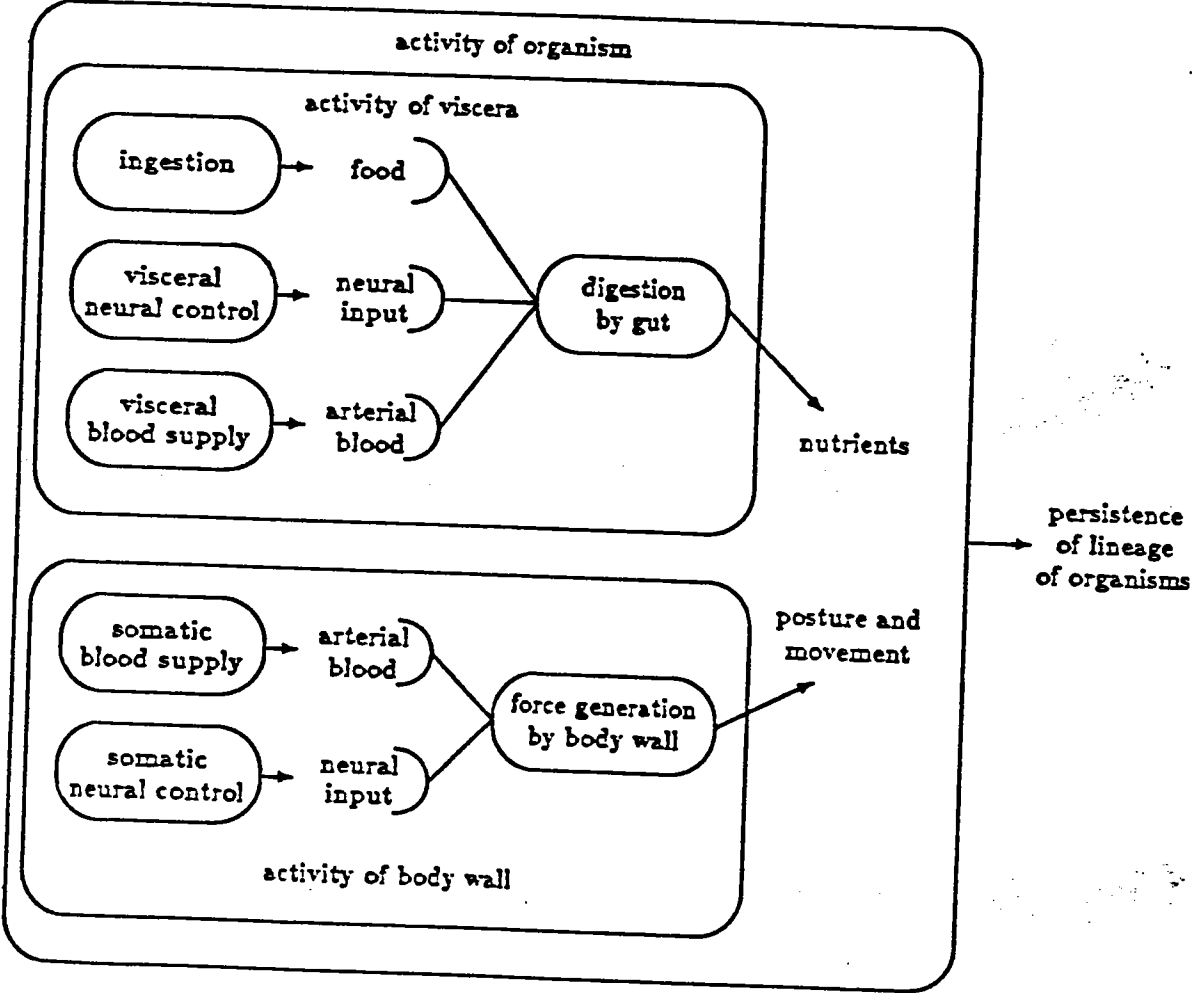 activity of organism
activity of viscera
ingestion
food
visceral
neural control
neural
input
visceral
blood supply
arterial
blood
digestion
by gut
nutrients
persistence
of lineage
of organisms
somatic
blood supply
arterial
blood
somatic
neural control
neural
input
force generation
by body wall
posture and
movement
activity of body wall